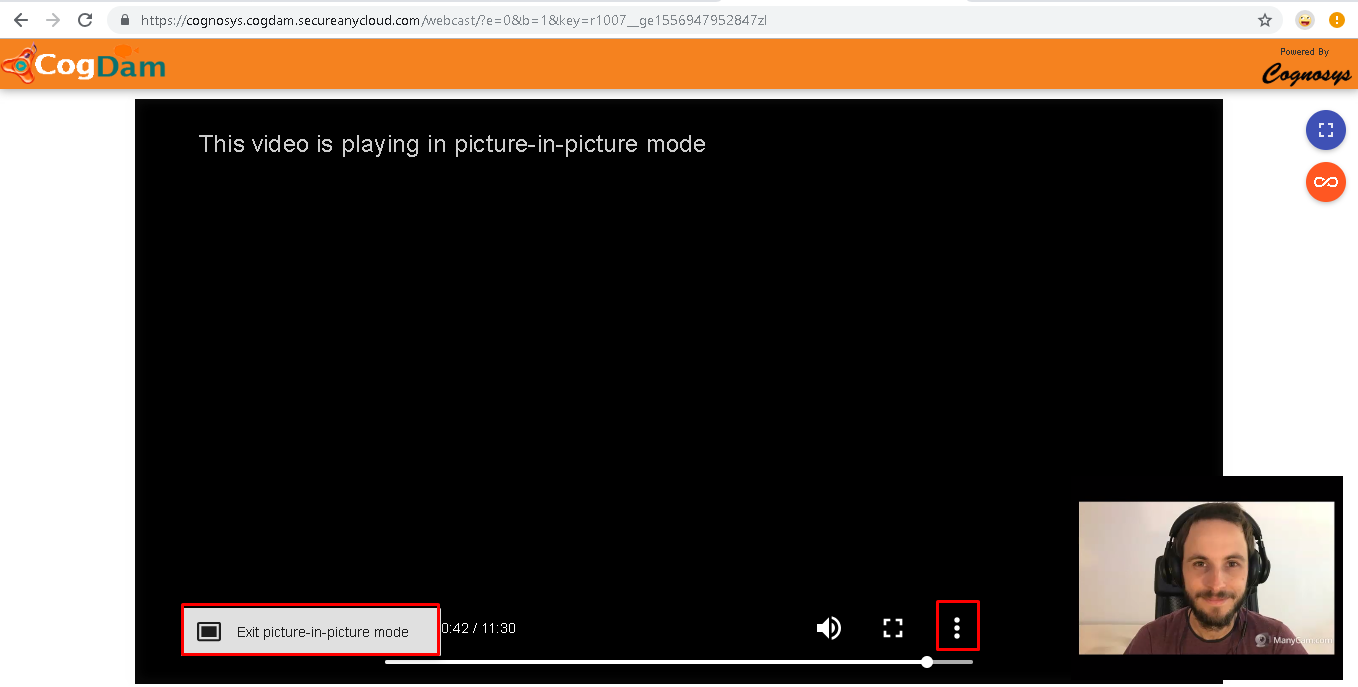 https://cognosys.cogdam.secureanycloud.com/webcast/?e=0&b=1&key=r1007__ge1556947952847zl
CogDam
Powered By
Cognosys
This video is playing in picture-in-picture mode
Exit picture-in-picture mode
0:42 / 11:30
ManyCam.com